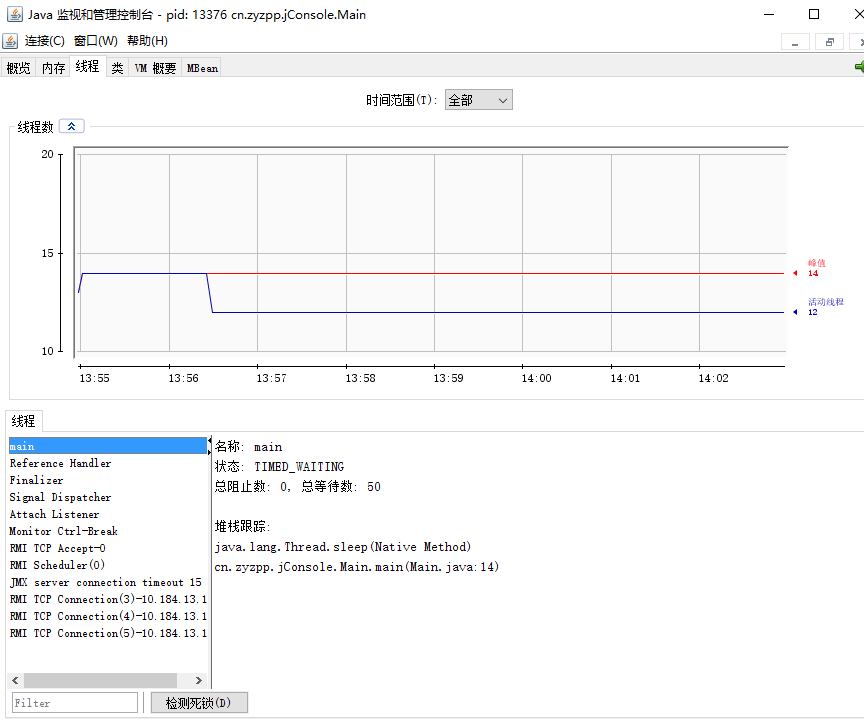 Java 监视和管理控制台 - pid: 13376 cn.zyzpp.jConsole.Main
连接(C) 窗口(W) 帮助(H)
概览 内存 线程 类 VM 概要 MBean
时间范围(T): 全部
线程数
20
15
10
峰值
14
活动线程
12
13:55 13:56 13:57 13:58 13:59 14:00 14:01 14:02
线程
main
Reference Handler
Finalizer
Signal Dispatcher
Attach Listener
Monitor Ctrl-Break
RMI TCP Accept-0
RMI Scheduler(0)
JMX server connection timeout 15
RMI TCP Connection(3)-10.184.13.1
RMI TCP Connection(4)-10.184.13.1
RMI TCP Connection(5)-10.184.13.1
名称: main
状态: TIMED_WAITING
总阻止数: 0, 总等待数: 50
堆栈跟踪:
java.lang.Thread.sleep(Native Method)
cn.zyzpp.jConsole.Main.main(Main.java:14)
Filter 检测死锁(D)